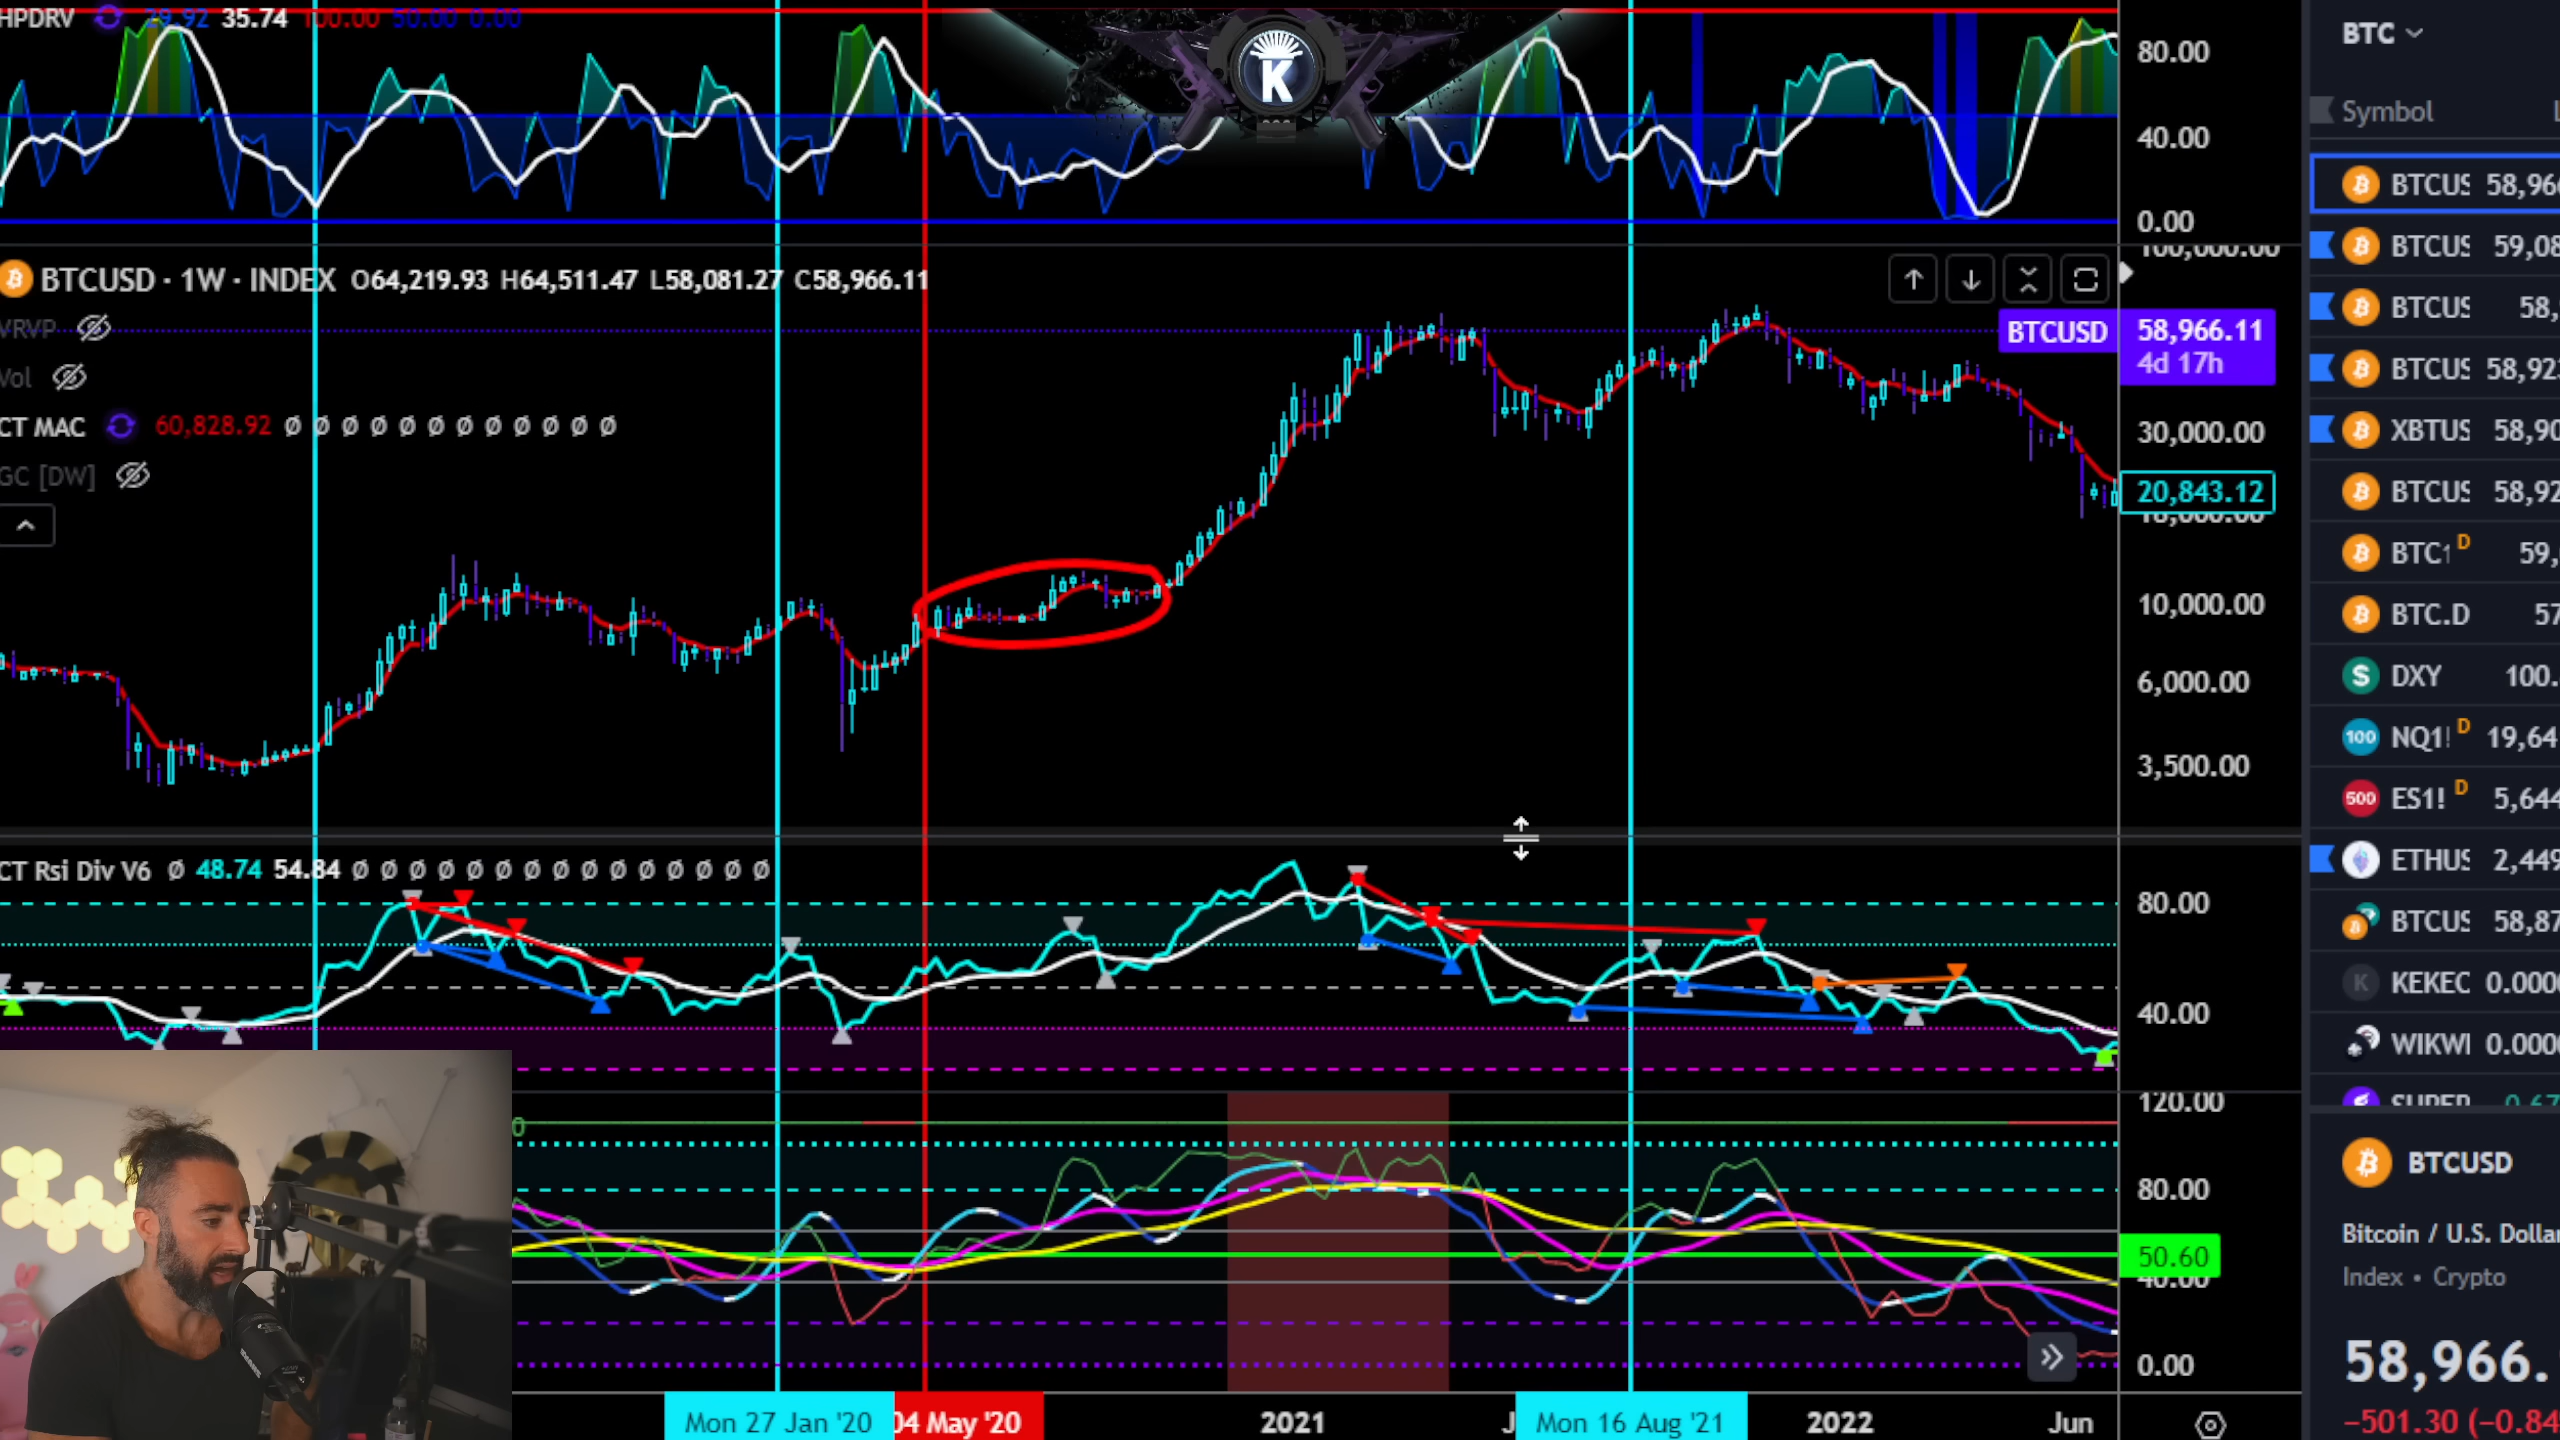 HPDRV 29.92 35.74 100.00 50.00 0.00
K
80.00
40.00
0.00
BTCUSD · 1W · INDEX O64,219.93 H64,511.47 L58,081.27 C58,966.11
VRVP
Vol
CT MAC 60,828.92 Ø Ø Ø Ø Ø Ø Ø Ø Ø Ø Ø Ø
GC [DW]
100,000.00
BTCUSD 58,966.11
4d 17h
30,000.00
20,843.12
10,000.00
6,000.00
3,500.00
CT Rsi Div V6 Ø 48.74 54.84 Ø Ø Ø Ø Ø Ø Ø Ø Ø Ø Ø Ø Ø Ø Ø
80.00
40.00
0
120.00
80.00
50.60
40.00
0.00
Mon 27 Jan '20
04 May '20
2021
J
Mon 16 Aug '21
2022
Jun
BTC
Symbol L
BTCUS 58,966
BTCUS 59,08
BTCUS 58,
BTCUS 58,92
XBTUS 58,90
BTCUS 58,92
BTC1 D 59,
BTC.D 57
DXY 100.
100 NQ1! D 19,64
500 ES1! D 5,644
ETHUS 2,449
BTCUS 58,87
K KEKEC 0.000
WIKWI 0.000
SUPER 0.67
BTCUSD
Bitcoin / U.S. Dollar
Index • Crypto
58,966.
−501.30 (−0.84